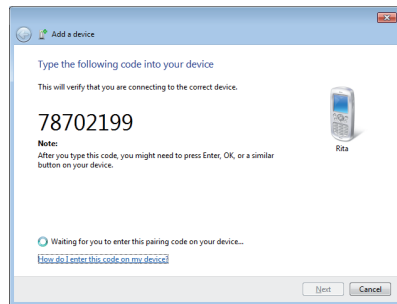 Add a device
Type the following code into your device
This will verify that you are connecting to the correct device.
78702199
Rita
Note:
After you type this code, you might need to press Enter, OK, or a similar
button on your device.
Waiting for you to enter this pairing code on your device...
How do I enter this code on my device?
Next Cancel